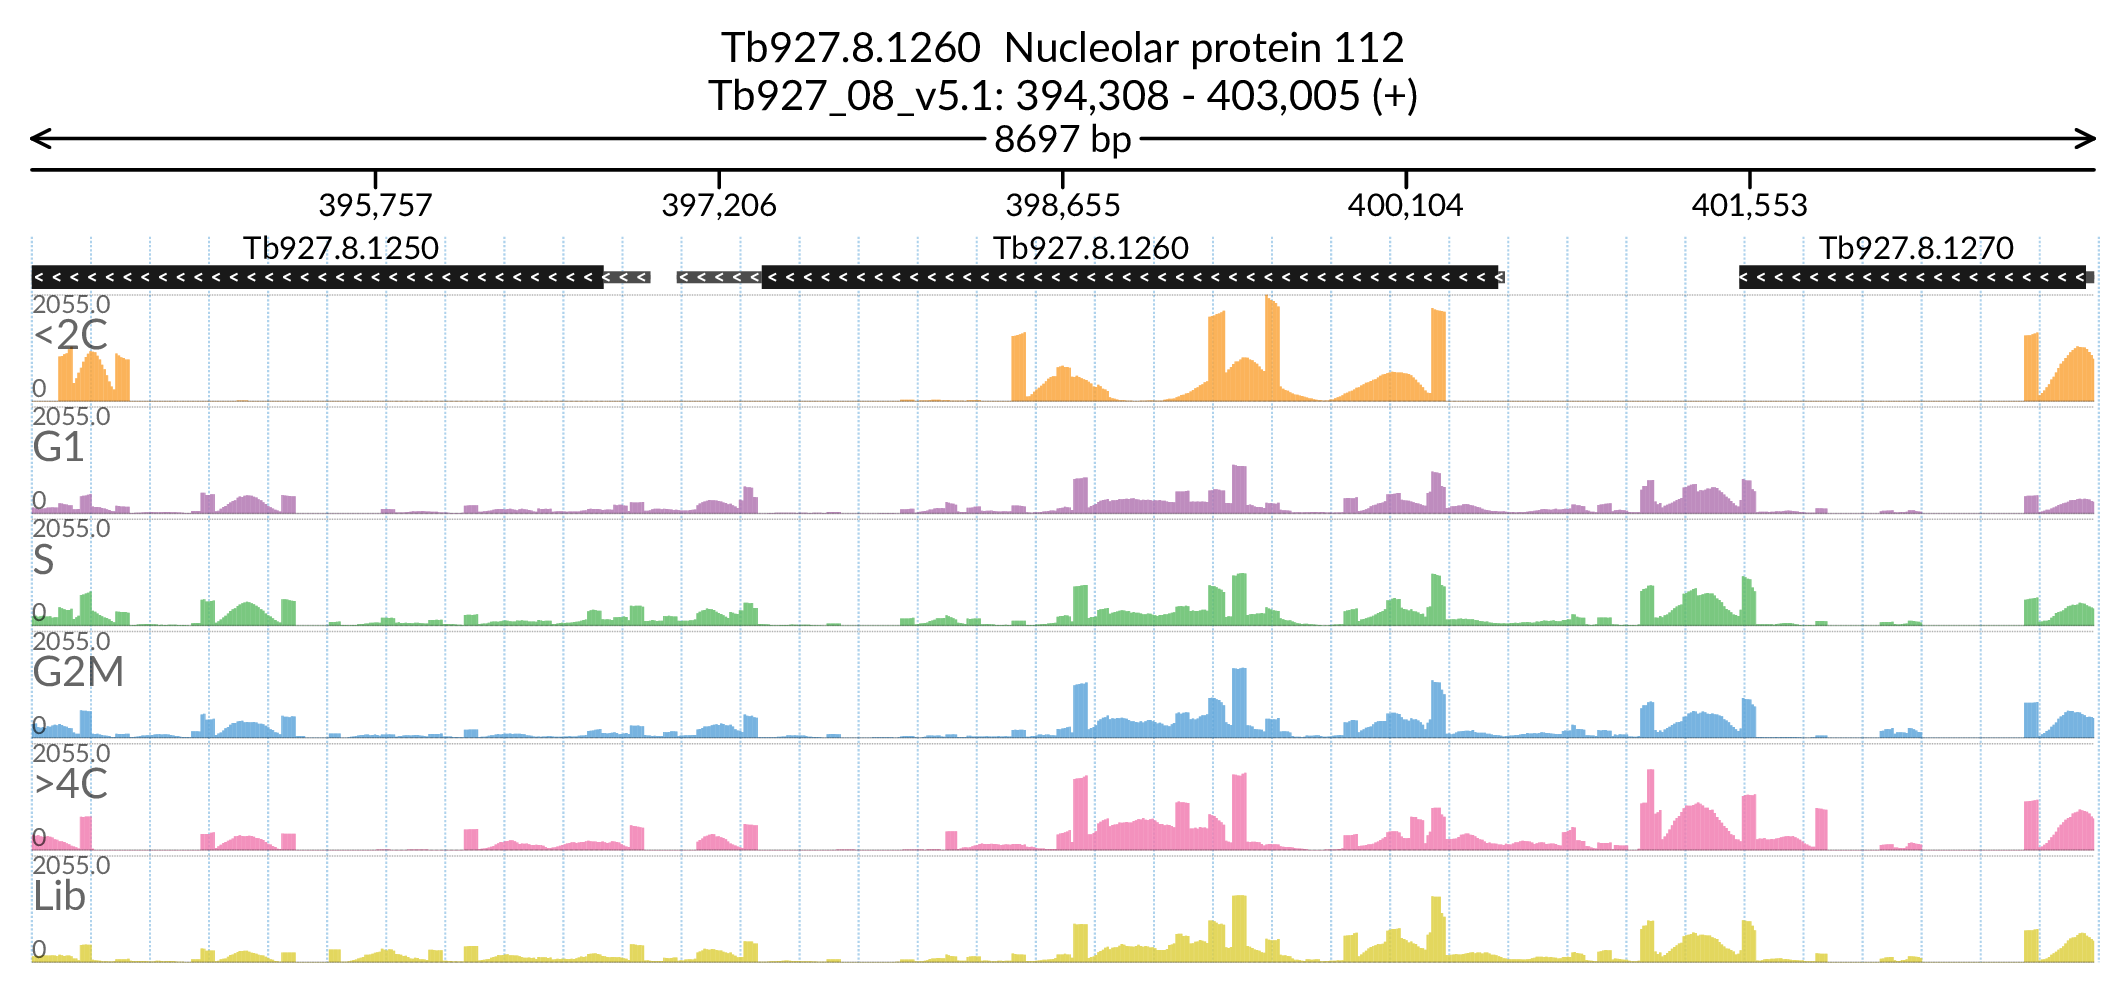 Tb927.8.1260  Nucleolar protein 112
Tb927_08_v5.1: 394,308 - 403,005 (+)
8697 bp
395,757 397,206 398,655 400,104 401,553
Tb927.8.1250 Tb927.8.1260 Tb927.8.1270
2055.0
<2C
0
2055.0
G1
0
2055.0
S
0
2055.0
G2M
0
2055.0
>4C
0
2055.0
Lib
0